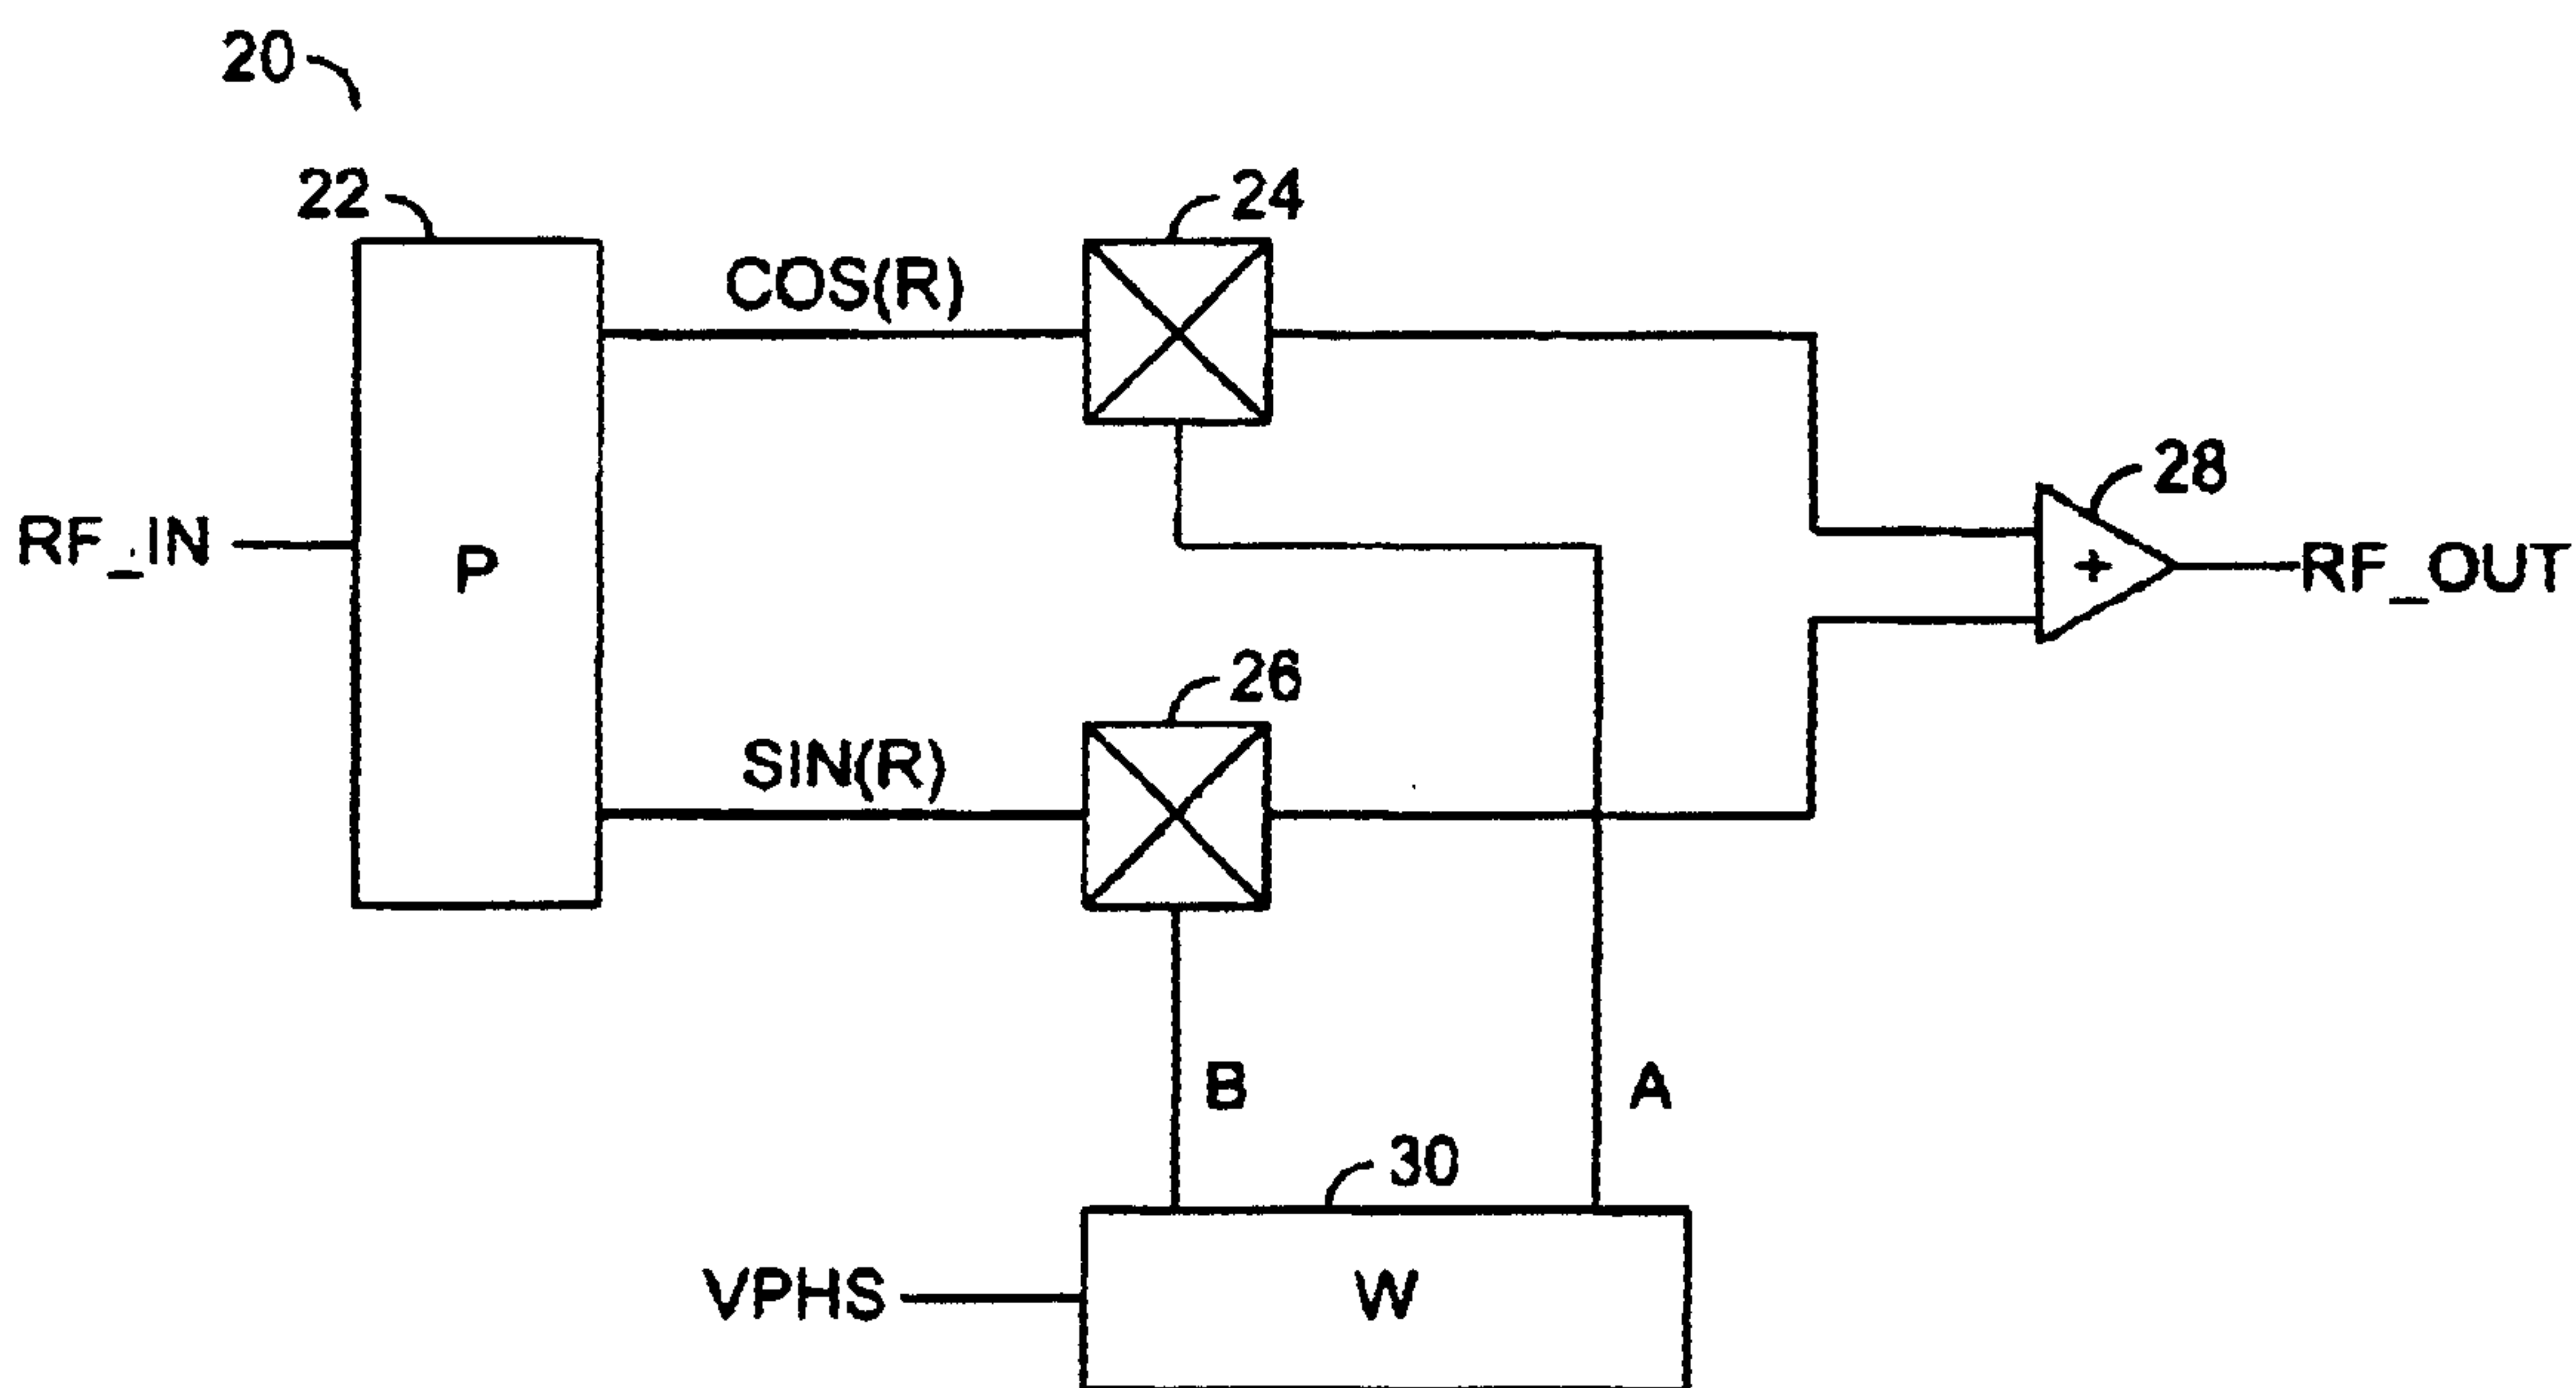 20
22
24
COS(R)
RF_IN
P
28
+
RF_OUT
26
SIN(R)
B
A
30
VPHS
W